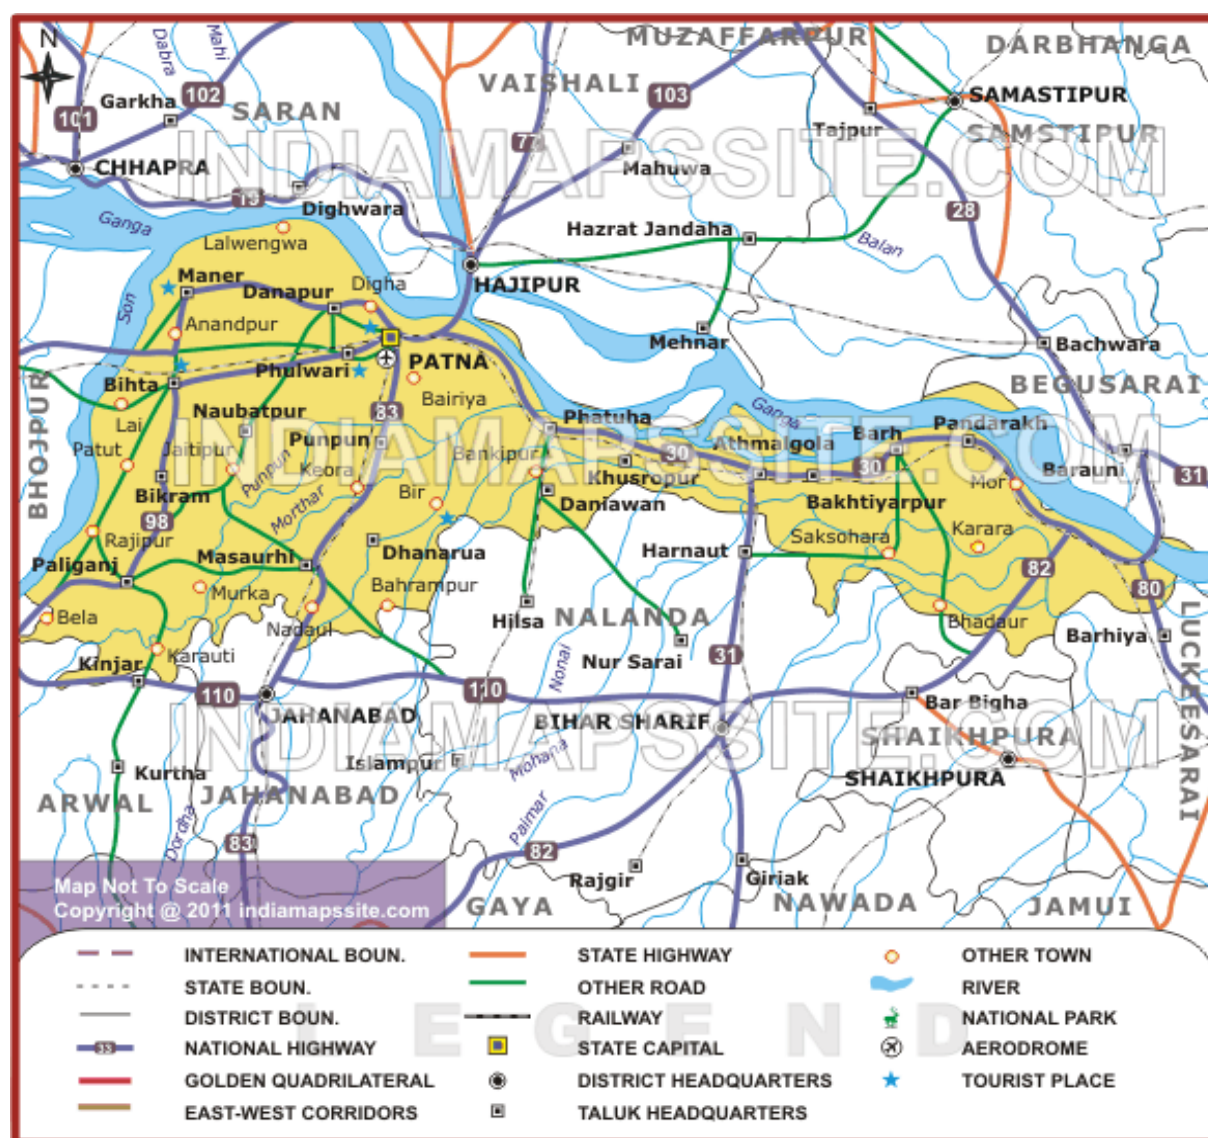 N
Dabra
Mahi
MUZAFFARPUR
DARBHANGA
VAISHALI
102
103
Garkha
SARAN
SAMASTIPUR
101
Tajpur
SAMSTIPUR
77
INDIAMAPSSITE.COM
CHHAPRA
Mahuwa
19
Dighwara
28
Ganga
Lalwengwa
Hazrat Jandaha
Balan
Maner
Danapur
Digha
HAJIPUR
Son
Anandpur
Mehnar
Bachwara
PATNA
Phulwari
Bihta
BEGUSARAI
BHOJPUR
Bairiya
Lai
Naubatpur
83
Phatuha
Ganga
Pandarakh
INDIAMAPSSITE.COM
Patut
Jaitipur
Punpun
Bankipur
Athmalgola
Barh
Punpun
Keora
30
30
Barauni
31
Khusropur
Mor
Bikram
Morthar
Bir
Daniawan
Bakhtiyarpur
98
Rajipur
Karara
Saksohara
Masaurhi
Dhanarua
Harnaut
Paliganj
82
80
Murka
Bahrampur
Bela
Hilsa
NALANDA
Nadaul
Bhadaur
Barhiya
LUCKEESARAI
Karauti
Kinjar
Nonai
Nur Sarai
31
110
110
Bar Bigha
JAHANABAD
BIHAR SHARIF
INDIAMAPSSITE.COM
SHAIKHPURA
Mohana
Islampur
Kurtha
SHAIKHPURA
ARWAL
JAHANABAD
Dordha
Paimar
83
82
Rajgir
Giriak
Map Not To Scale
Copyright @ 2011 indiamapssite.com
GAYA
NAWADA
JAMUI
LEGEND
INTERNATIONAL BOUN.
STATE HIGHWAY
OTHER TOWN
STATE BOUN.
OTHER ROAD
RIVER
DISTRICT BOUN.
RAILWAY
NATIONAL PARK
33
NATIONAL HIGHWAY
STATE CAPITAL
AERODROME
GOLDEN QUADRILATERAL
DISTRICT HEADQUARTERS
TOURIST PLACE
EAST-WEST CORRIDORS
TALUK HEADQUARTERS